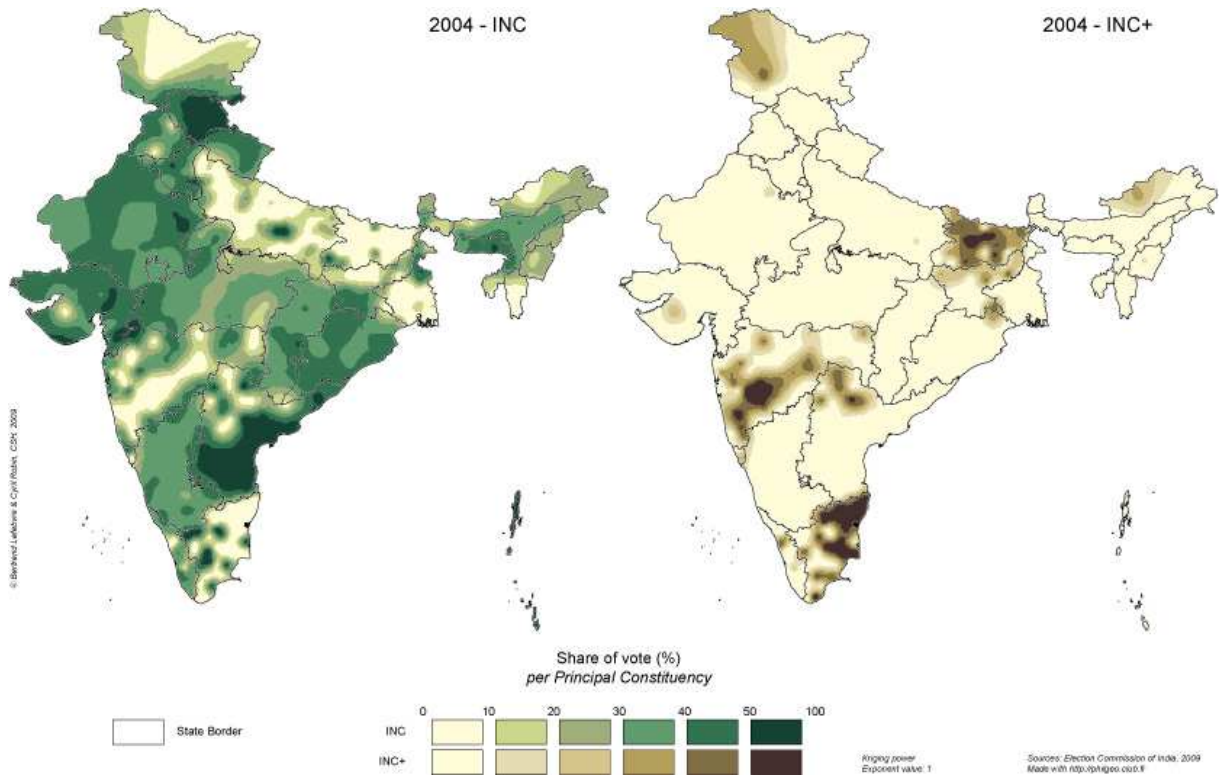 2004 - INC
2004 - INC+
© Bertrand Lefebvre & Cyril Robin, CSH, 2009
Share of vote (%)
per Principal Constituency
State Border
0 10 20 30 40 50 100
INC
INC+
Kriging power
Exponent value: 1
Sources: Election Commission of India, 2009